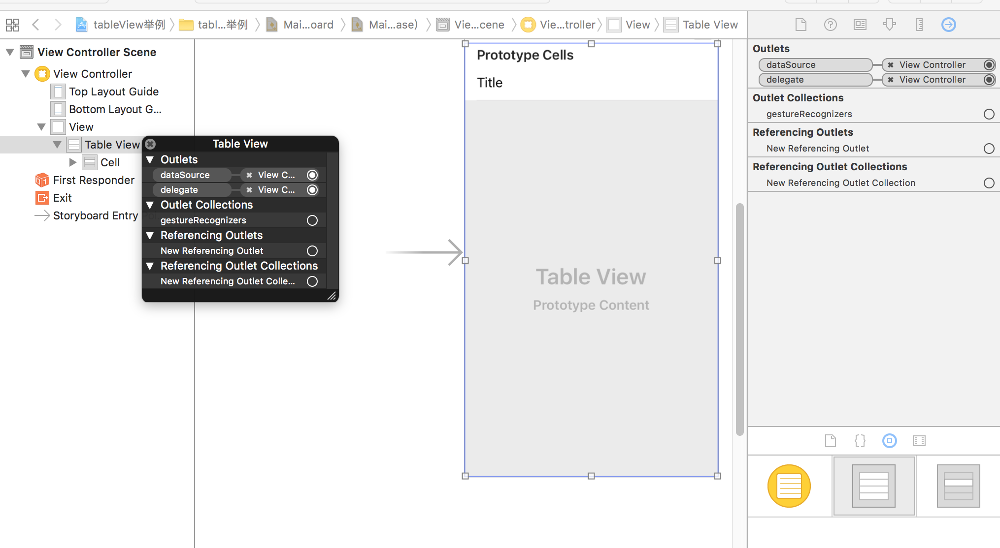 tableView举例
tabl...举例
Mai...oard
Mai...ase)
Vie...cene
Vie...troller
View
Table View
View Controller Scene
View Controller
Top Layout Guide
Bottom Layout G...
View
Table View
Cell
First Responder
Exit
Storyboard Entry
Table View
Outlets
dataSource
View C...
delegate
View C...
Outlet Collections
gestureRecognizers
Referencing Outlets
New Referencing Outlet
Referencing Outlet Collections
New Referencing Outlet Colle...
Prototype Cells
Title
Table View
Prototype Content
Outlets
dataSource
View Controller
delegate
View Controller
Outlet Collections
gestureRecognizers
Referencing Outlets
New Referencing Outlet
Referencing Outlet Collections
New Referencing Outlet Collection